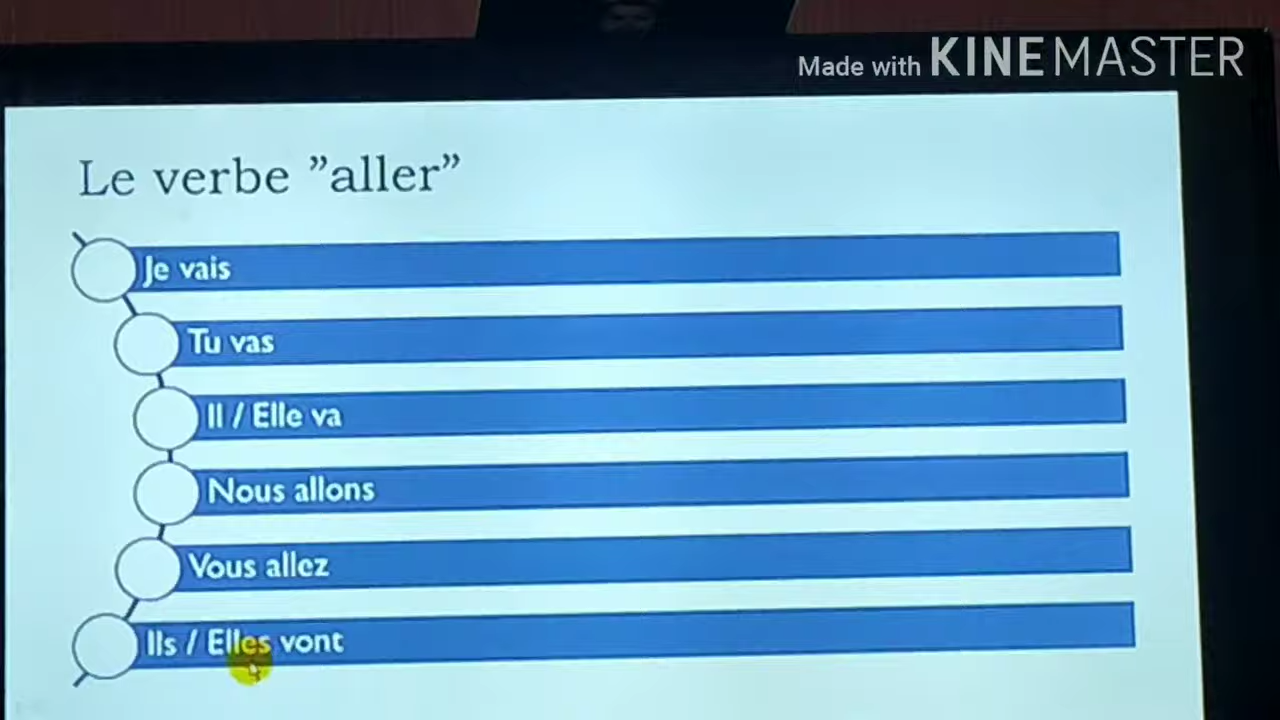 Made with KINEMASTER
Le verbe ”aller”
Je vais
Tu vas
Il / Elle va
Nous allons
Vous allez
Ils / Elles vont